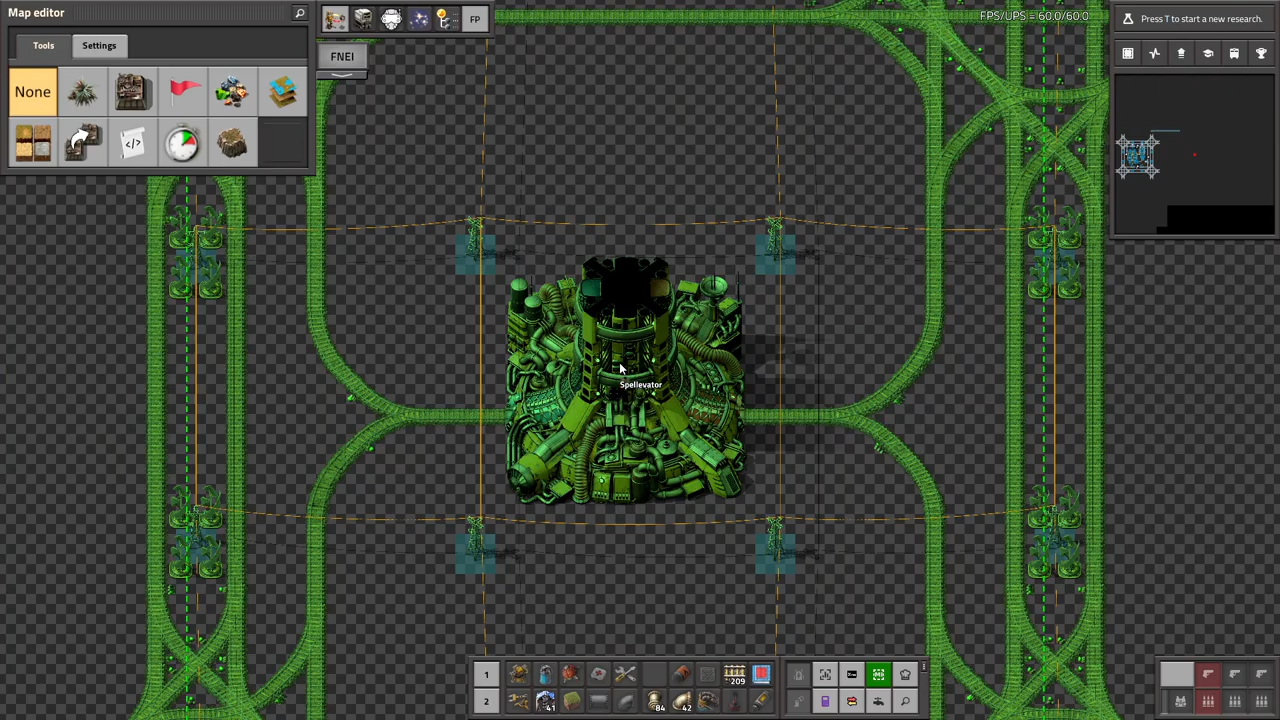 Map editor
FP
FPS/UPS = 60.0/60.0
Press T to start a new research.
Tools
Settings
FNEI
None
</>
Spellevator
1
209
2
41
84
42